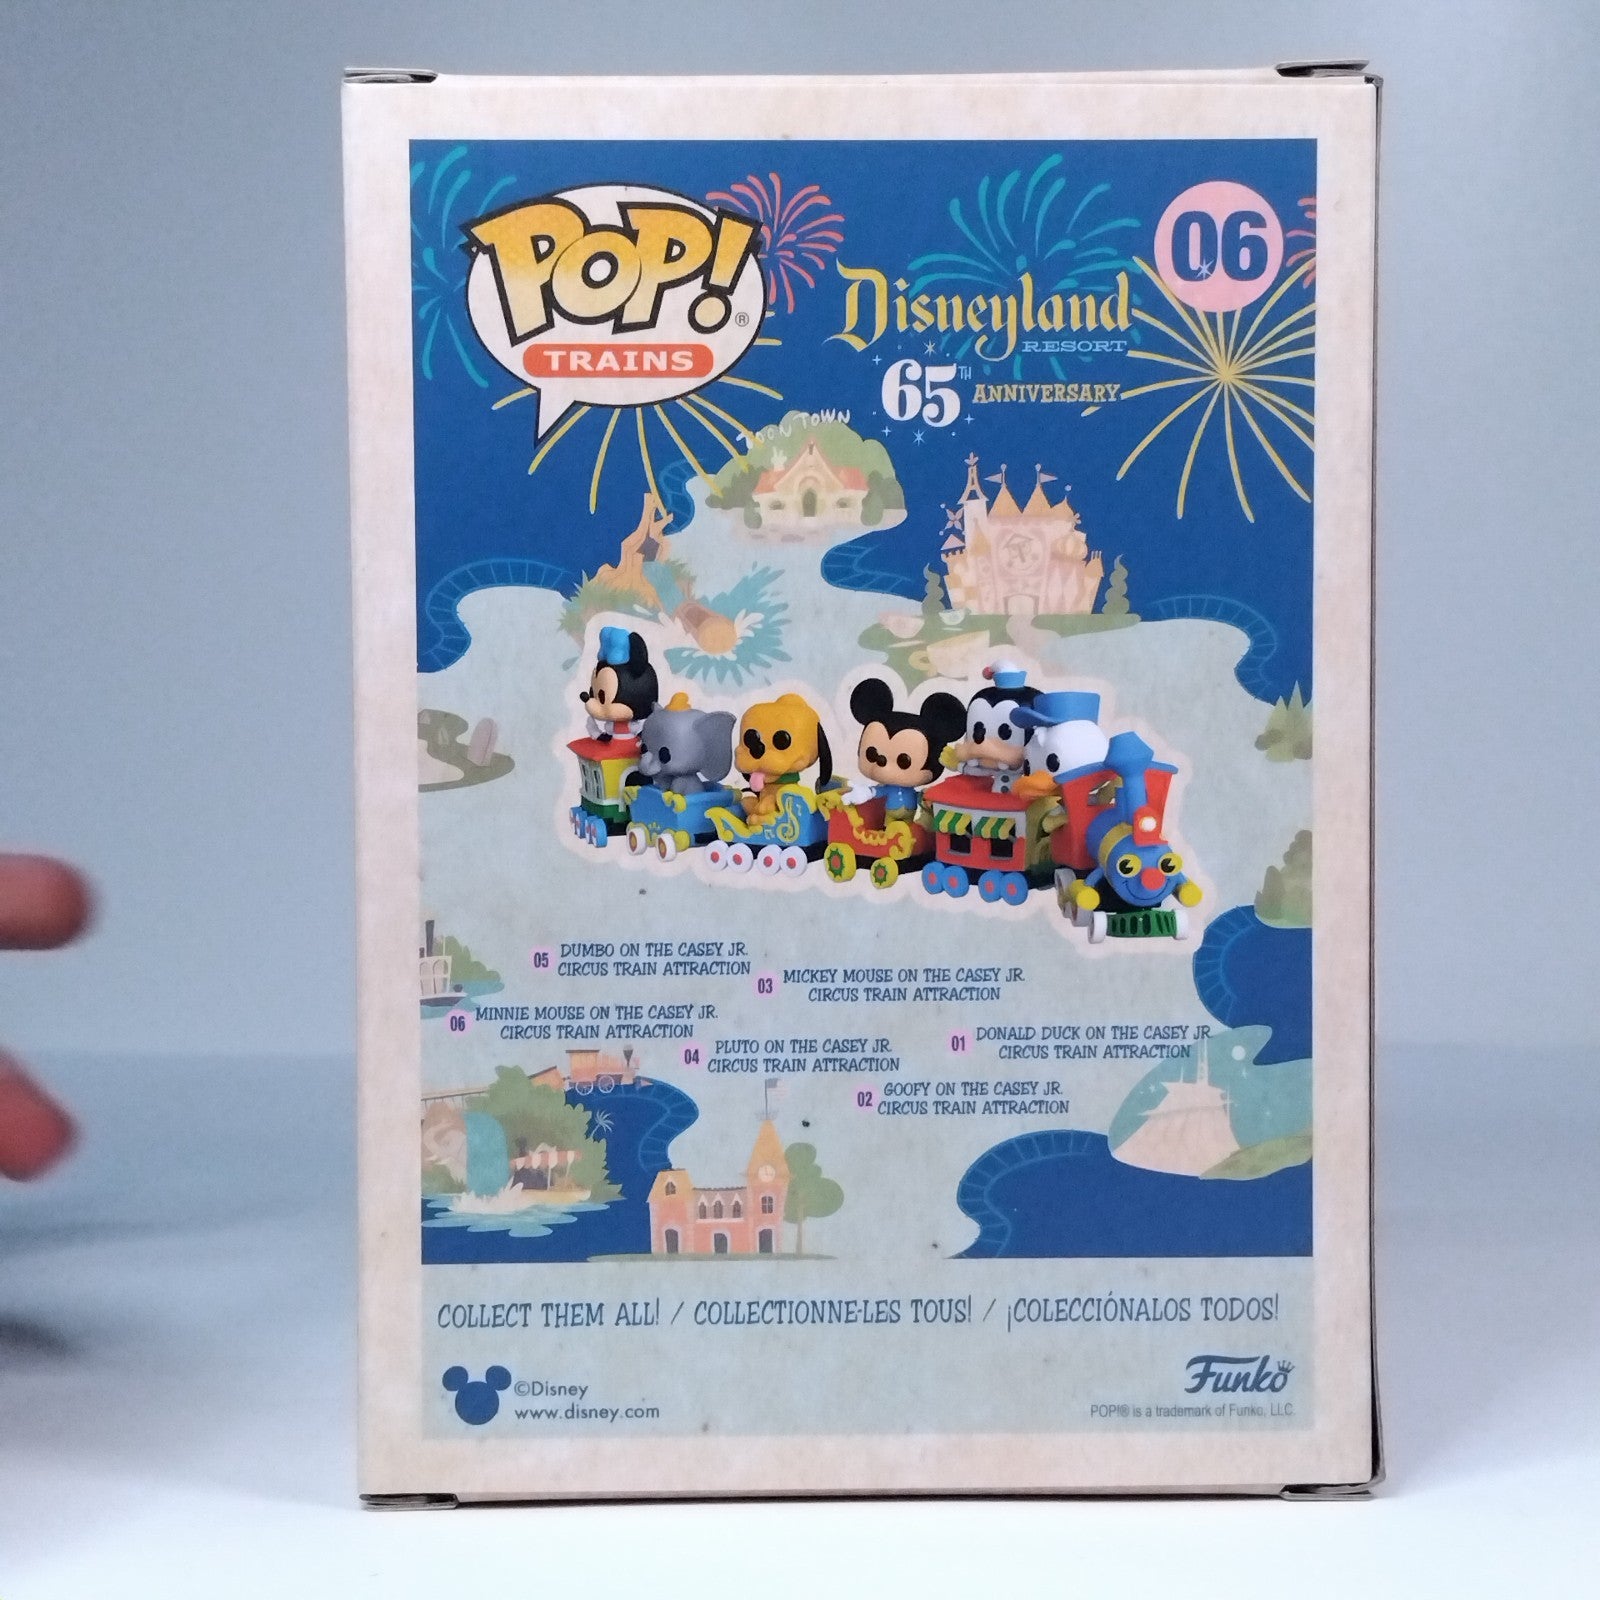 POP!®
TRAINS
Disneyland
RESORT
65TH ANNIVERSARY
06
TOONTOWN
05 DUMBO ON THE CASEY JR.
CIRCUS TRAIN ATTRACTION
03 MICKEY MOUSE ON THE CASEY JR.
CIRCUS TRAIN ATTRACTION
06 MINNIE MOUSE ON THE CASEY JR.
CIRCUS TRAIN ATTRACTION
04 PLUTO ON THE CASEY JR.
CIRCUS TRAIN ATTRACTION
01 DONALD DUCK ON THE CASEY JR.
CIRCUS TRAIN ATTRACTION
02 GOOFY ON THE CASEY JR.
CIRCUS TRAIN ATTRACTION
COLLECT THEM ALL! / COLLECTIONNE-LES TOUS! / ¡COLECCIÓNALOS TODOS!
©Disney
www.disney.com
Funko
POP!® is a trademark of Funko, LLC.